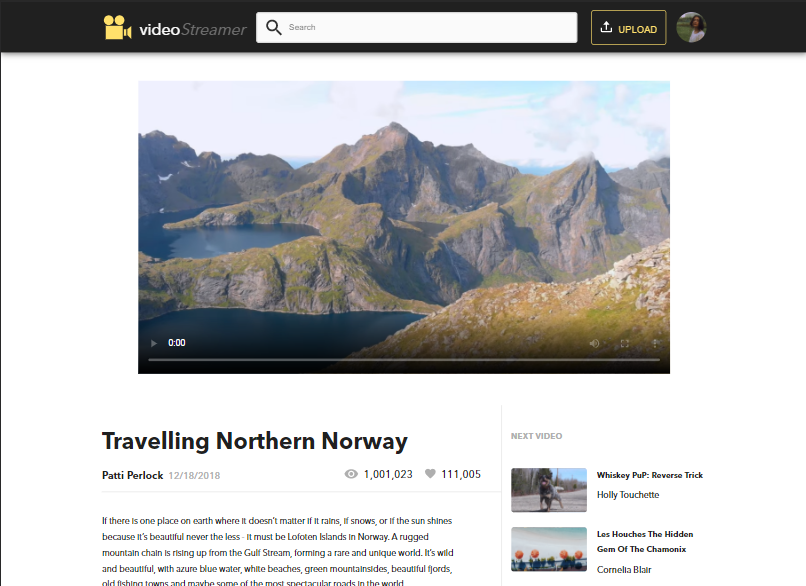 videoStreamer
Search
UPLOAD
0:00
Travelling Northern Norway
Patti Perlock 12/18/2018
1,001,023 111,005
If there is one place on earth where it doesn't matter if it rains, if snows, or if the sun shines
because it's beautiful never the less - it must be Lofoten Islands in Norway. A rugged
mountain chain is rising up from the Gulf Stream, forming a rare and unique world. It's wild
and beautiful, with azure blue water, white beaches, green mountainsides, beautiful fjords,
old fishing towns and maybe some of the most spectacular roads in the world.
NEXT VIDEO
Whiskey PuP: Reverse Trick
Holly Touchette
Les Houches The Hidden
Gem Of The Chamonix
Cornelia Blair